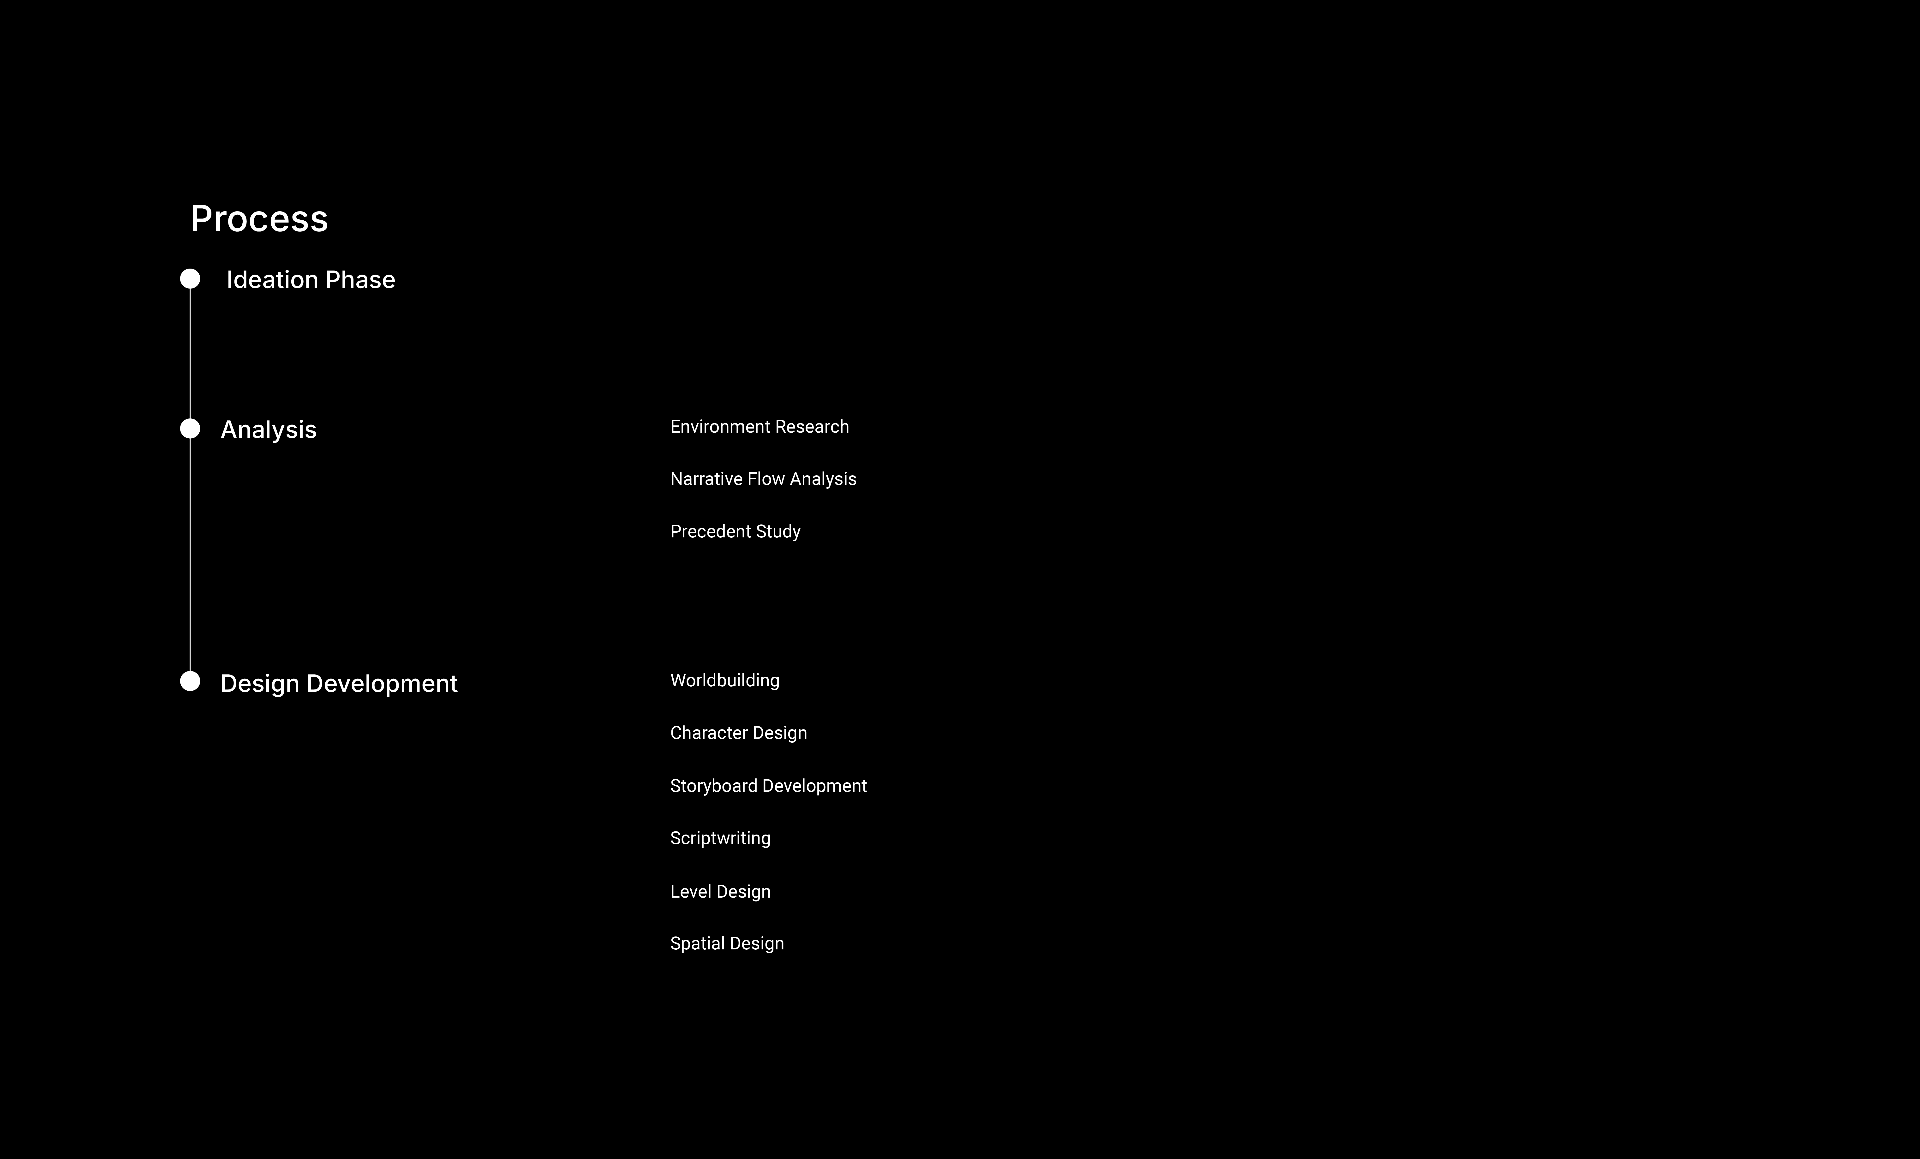 Process
Ideation Phase
Analysis
Environment Research
Narrative Flow Analysis
Precedent Study
Design Development
Worldbuilding
Character Design
Storyboard Development
Scriptwriting
Level Design
Spatial Design